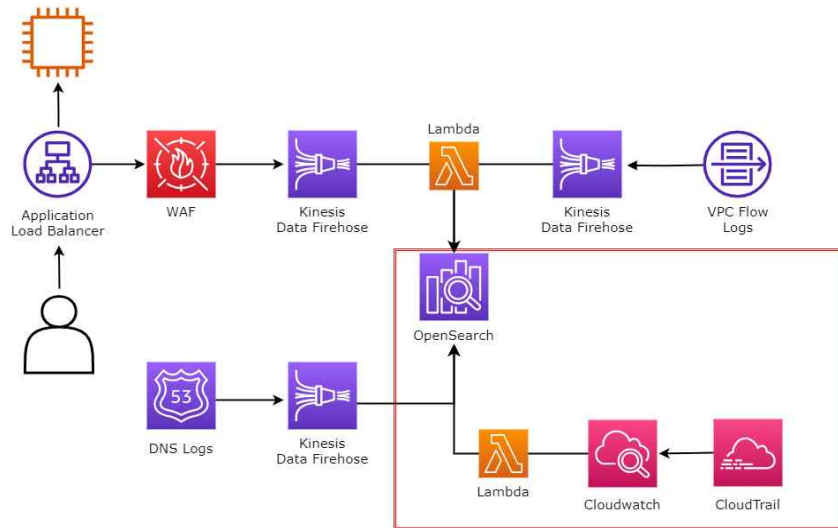 Lambda
Application
Load Balancer
WAF
Kinesis
Data Firehose
Kinesis
Data Firehose
VPC Flow
Logs
OpenSearch
53
DNS Logs
Kinesis
Data Firehose
Lambda
Cloudwatch
CloudTrail